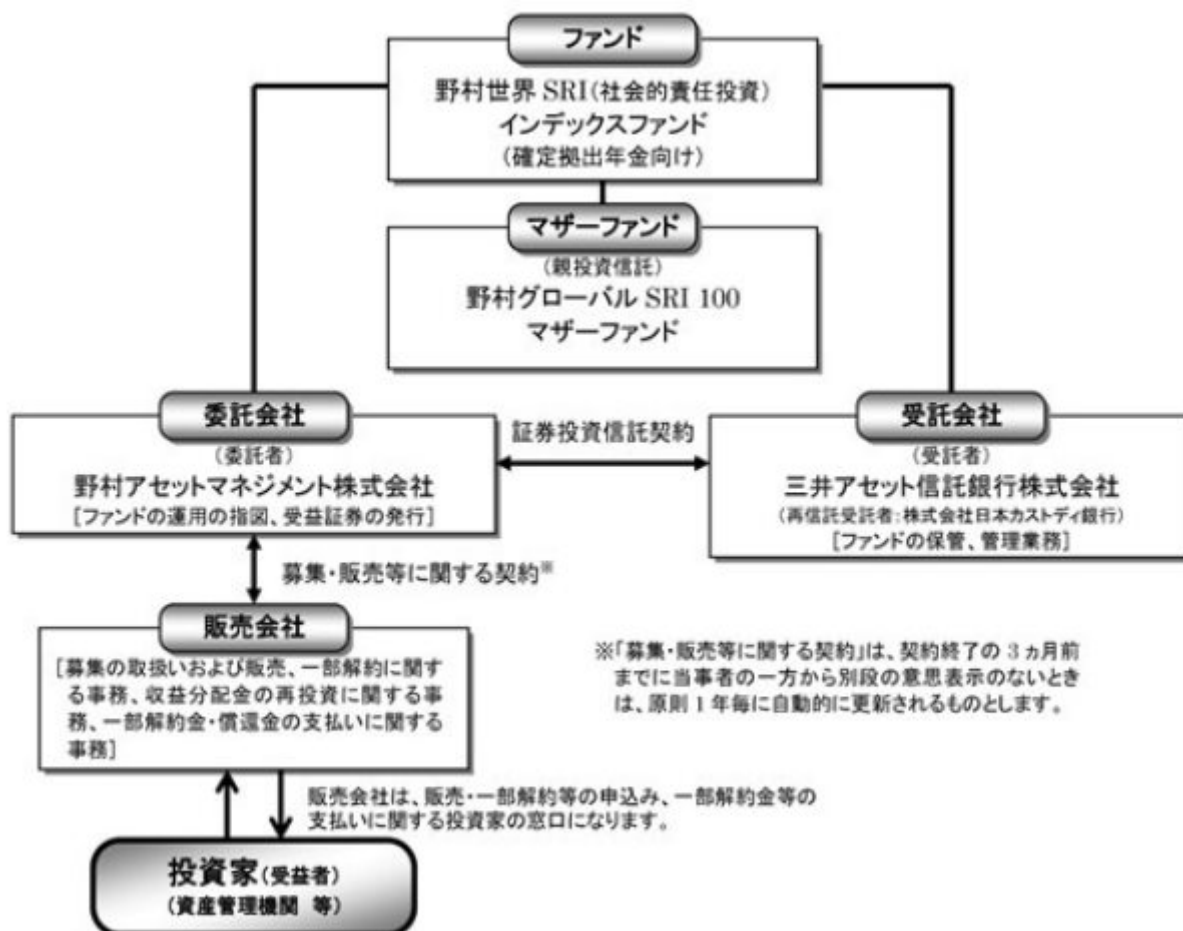 ファンド
野村世界 SRI(社会的責任投資)
インデックスファンド
(確定拠出年金向け)
マザーファンド
(親投資信託)
野村グローバル SRI 100
マザーファンド
委託会社
(委託者)
野村アセットマネジメント株式会社
[ファンドの運用の指図、受益証券の発行]
証券投資信託契約
受託会社
(受託者)
三井アセット信託銀行株式会社
(再信託受託者:株式会社日本カストディ銀行)
[ファンドの保管、管理業務]
募集・販売等に関する契約※
販売会社
[募集の取扱いおよび販売、一部解約に関す
る事務、収益分配金の再投資に関する事
務、一部解約金・償還金の支払いに関する
事務]
※「募集・販売等に関する契約」は、契約終了の 3 ヵ月前
までに当事者の一方から別段の意思表示のないとき
は、原則 1 年毎に自動的に更新されるものとします。
販売会社は、販売・一部解約等の申込み、一部解約金等の
支払いに関する投資家の窓口になります。
投資家(受益者)
(資産管理機関 等)